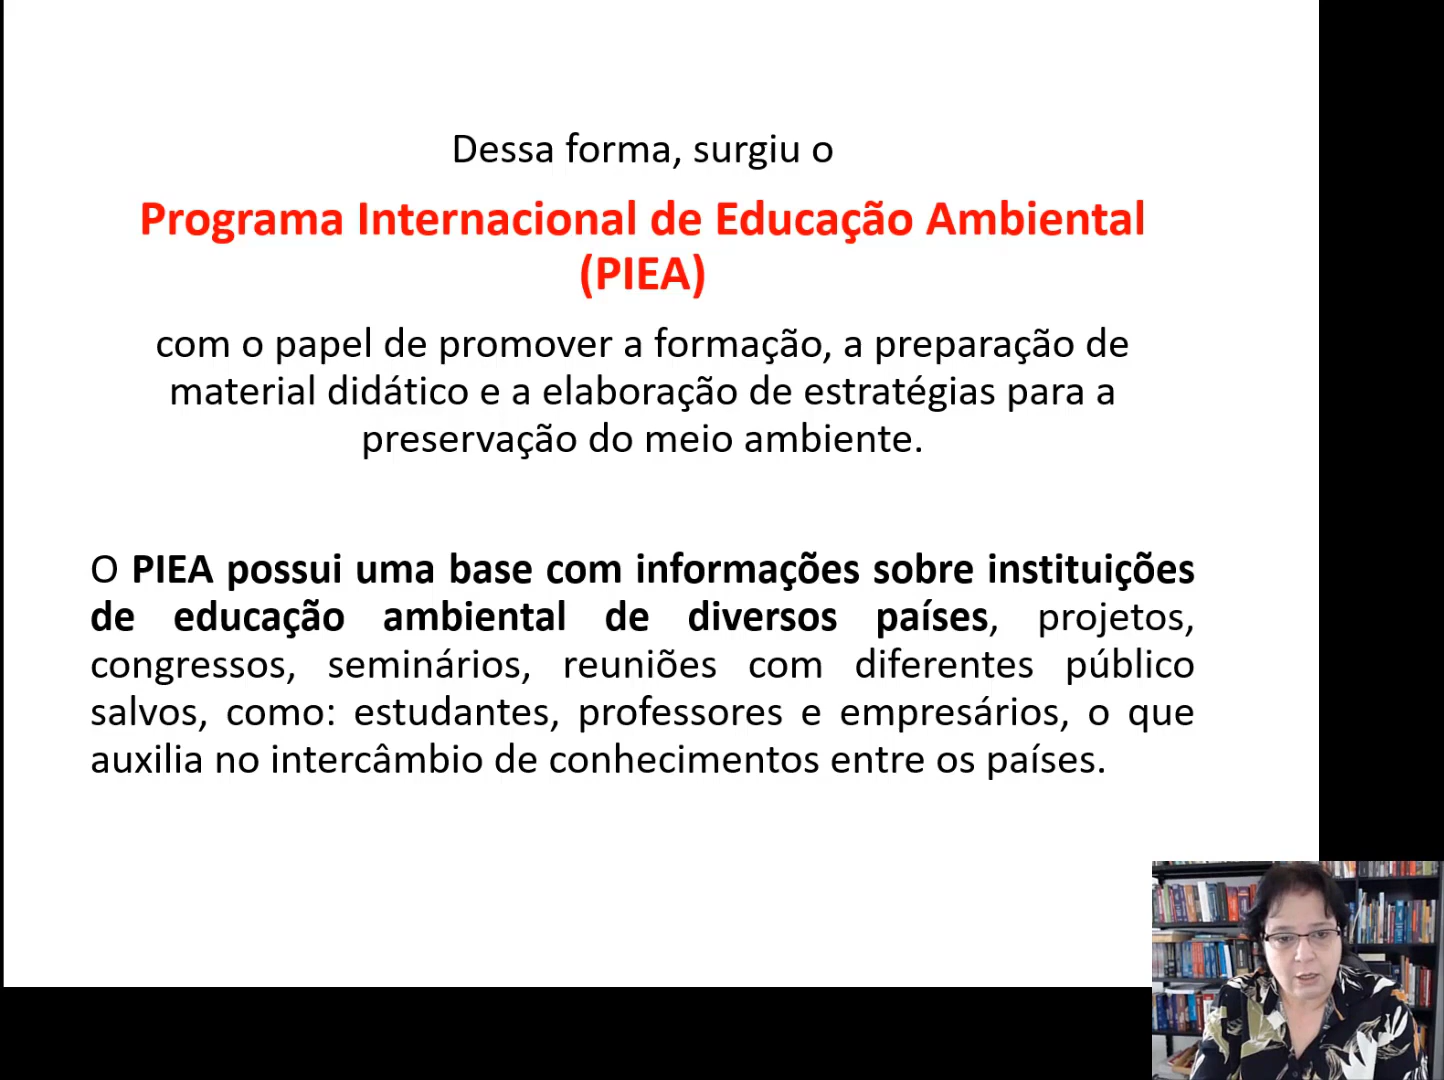 Dessa forma, surgiu o
Programa Internacional de Educação Ambiental
(PIEA)
com o papel de promover a formação, a preparação de
material didático e a elaboração de estratégias para a
preservação do meio ambiente.
O PIEA possui uma base com informações sobre instituições
de educação ambiental de diversos países, projetos,
congressos, seminários, reuniões com diferentes público
salvos, como: estudantes, professores e empresários, o que
auxilia no intercâmbio de conhecimentos entre os países.